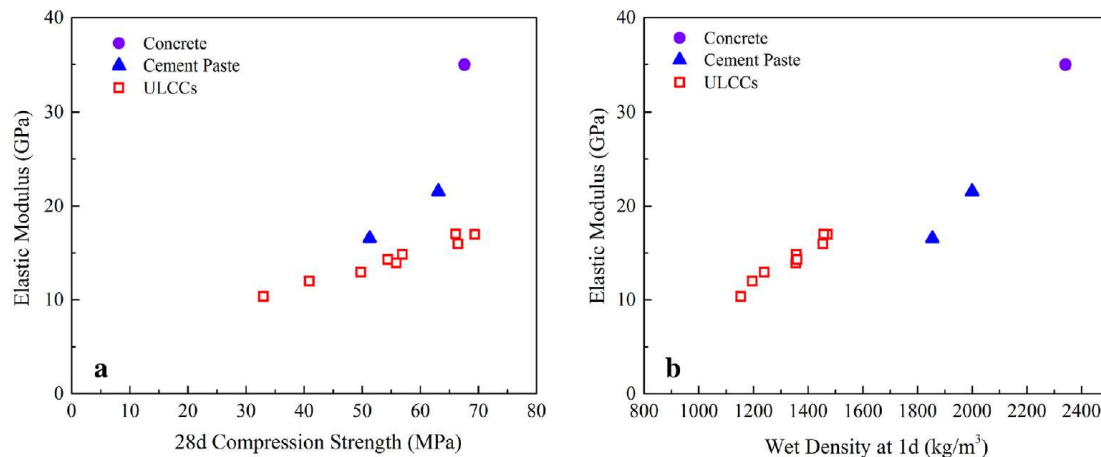 Elastic Modulus (GPa)
40
30
20
10
0
Concrete
Cement Paste
ULCCs
a
0 10 20 30 40 50 60 70 80
28d Compression Strength (MPa)
Elastic Modulus (GPa)
40
30
20
10
0
Concrete
Cement Paste
ULCCs
b
800 1000 1200 1400 1600 1800 2000 2200 2400
Wet Density at 1d (kg/m³)